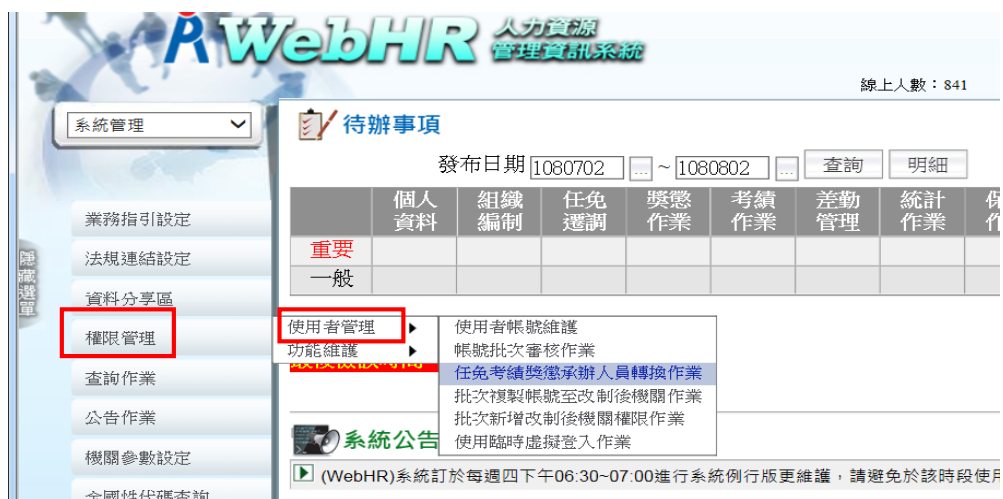 WebHR 人力資源
管理資訊系統
線上人數：841
系統管理
待辦事項
發布日期 1080702 ... ~ 1080802 ... 查詢 明細
個人資料 組織編制 任免遷調 獎懲作業 考績作業 差勤管理 統計作業
重要
一般
業務指引設定
法規連結設定
資料分享區
權限管理
查詢作業
公告作業
機關參數設定
隱藏選單
使用者管理
功能維護
使用者帳號維護
帳號批次審核作業
任免考績獎懲承辦人員轉換作業
批次複製帳號至改制後機關作業
批次新增改制後機關權限作業
使用臨時虛擬登入作業
系統公告
(WebHR)系統訂於每週四下午06:30~07:00進行系統例行版更維護，請避免於該時段使用